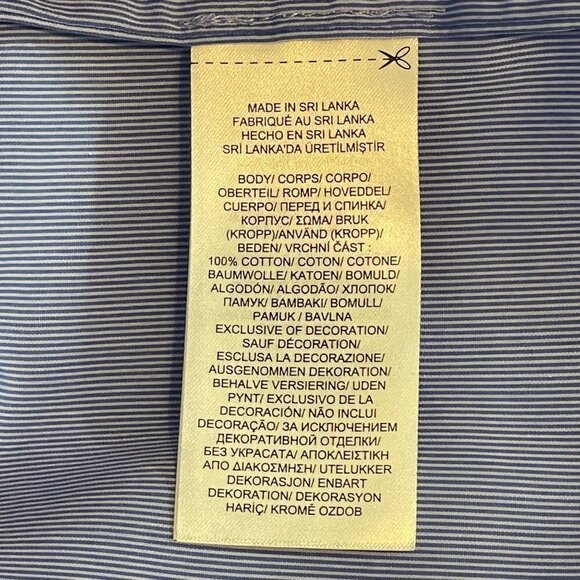 MADE IN SRI LANKA
FABRIQUÉ AU SRI LANKA
HECHO EN SRI LANKA
SRİ LANKA'DA ÜRETİLMİŞTİR
BODY/ CORPS/ CORPO/
OBERTEIL/ ROMP/ HOVEDDEL/
CUERPO/ ПЕРЕД И СПИНКА/
КОРПУС/ ΣΩΜΑ/ BRUK
(KROPP)/ANVÄND (KROPP)/
BEDEN/ VRCHNÍ ČÁST :
100% COTTON/ COTON/ COTONE/
BAUMWOLLE/ KATOEN/ BOMULD/
ALGODÓN/ ALGODÃO/ ХЛОПОК/
ПАМУК/ ΒΑΜΒΑΚΙ/ BOMULL/
PAMUK / BAVLNA
EXCLUSIVE OF DECORATION/
SAUF DÉCORATION/
ESCLUSA LA DECORAZIONE/
AUSGENOMMEN DEKORATION/
BEHALVE VERSIERING/ UDEN
PYNT/ EXCLUSIVO DE LA
DECORACIÓN/ NÃO INCLUI
DECORAÇÃO/ ЗА ИСКЛЮЧЕНИЕМ
ДЕКОРАТИВНОЙ ОТДЕЛКИ/
БЕЗ УКРАСАТА/ ΑΠΟΚΛΕΙΣΤΙΚΗ
ΑΠΟ ΔΙΑΚΟΣΜΗΣΗ/ UTELUKKER
DEKORASJON/ ENBART
DEKORATION/ DEKORASYON
HARİÇ/ KROMĚ OZDOB